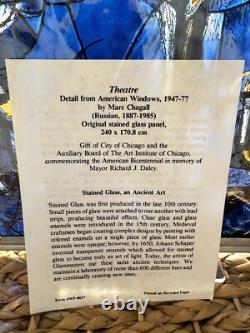 Theatre
Detail from American Windows, 1947-77
by Marc Chagall
(Russian, 1887-1985)
Original stained glass panel,
240 x 170.8 cm
Gift of City of Chicago and the
Auxiliary Board of The Art Institute of Chicago,
commemorating the American Bicentennial in memory of
Mayor Richard J. Daley.
Stained Glass, an Ancient Art
Stained Glass was first produced in the late 10th century.
Small pieces of glass were attached to one another with lead
strips, producing beautiful effects. Clear glass and glass
enamels were introduced in the 15th century. Medieval
craftsmen began creating complex designs by painting with
colored enamels on a single piece of glass. Most earlier
enamels were opaque; however, by 1650, Johann Schaper
invented transparent enamels which allowed for stained
glass to become truly an art of light. Today, the artists of
Glassmasters use these same ancient techniques. We
maintain a laboratory of more than 600 different hues and
are continually creating new ones.
Printed on Recycled Paper